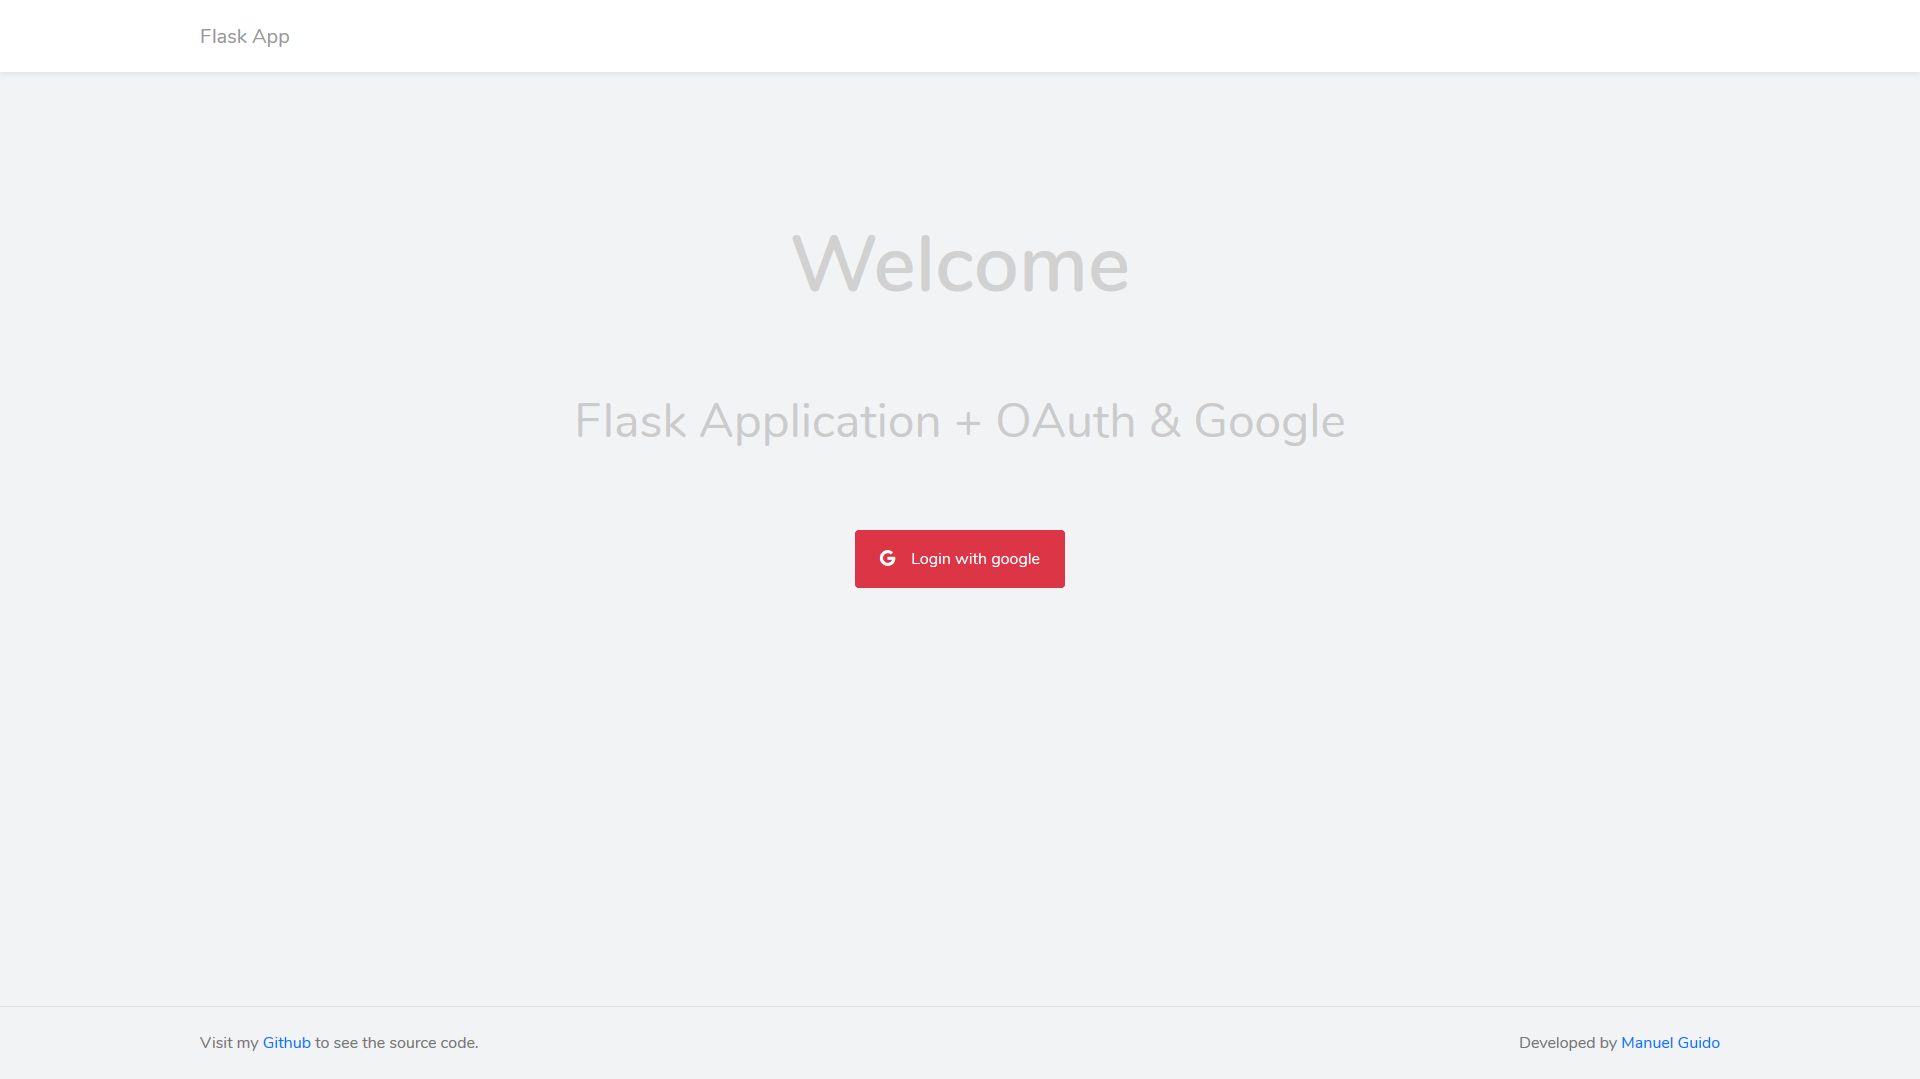 Flask App
Welcome
Flask Application + OAuth & Google
Login with google
Visit my Github to see the source code.
Developed by Manuel Guido